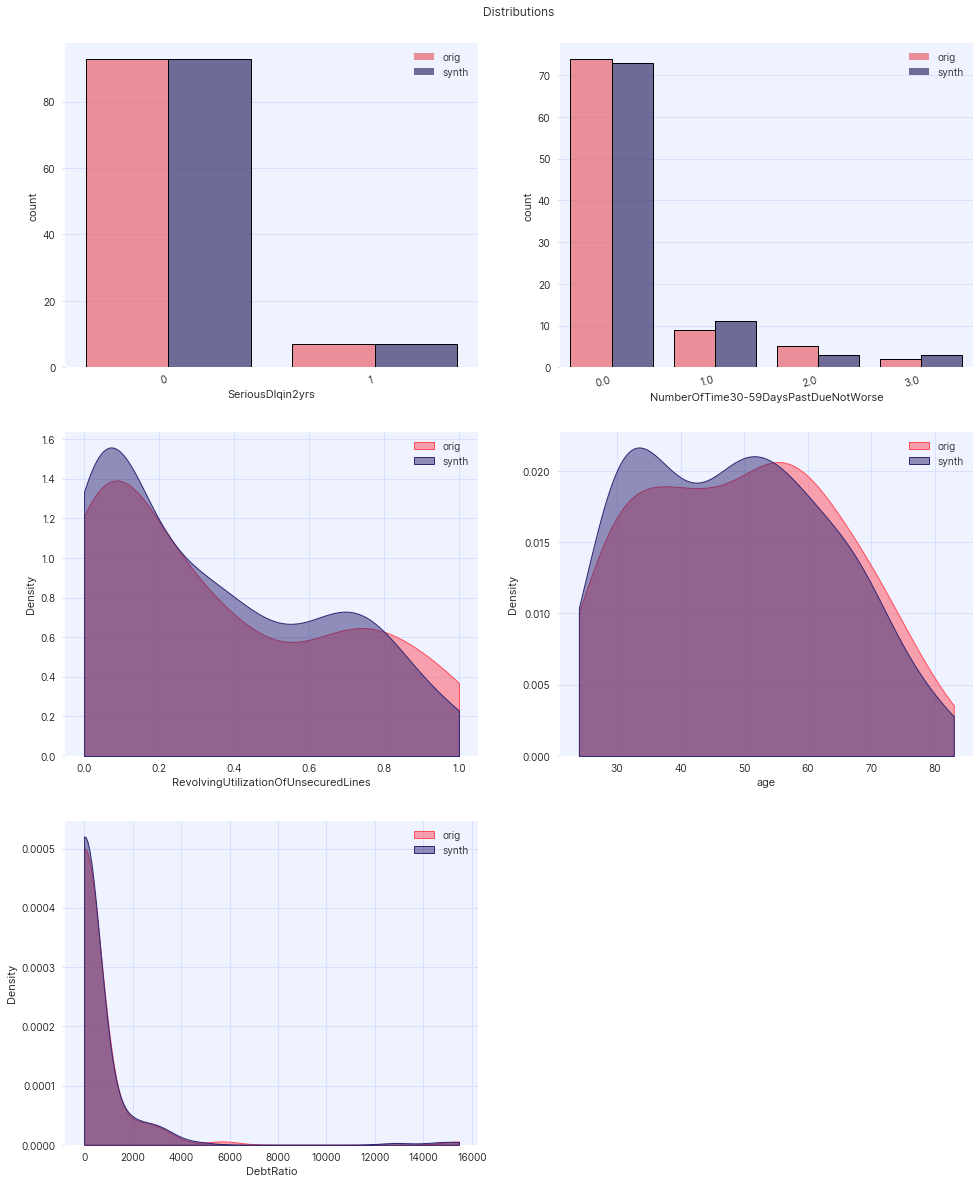 Distributions
orig
synth
80
60
40
20
0
count
0
1
SeriousDlqin2yrs
orig
synth
70
60
50
40
30
20
10
0
count
0.0
1.0
2.0
3.0
NumberOfTime30-59DaysPastDueNotWorse
orig
synth
1.6
1.4
1.2
1.0
0.8
0.6
0.4
0.2
0.0
Density
0.0 0.2 0.4 0.6 0.8 1.0
RevolvingUtilizationOfUnsecuredLines
orig
synth
0.020
0.015
0.010
0.005
0.000
Density
30 40 50 60 70 80
age
orig
synth
0.0005
0.0004
0.0003
0.0002
0.0001
0.0000
Density
0 2000 4000 6000 8000 10000 12000 14000 16000
DebtRatio